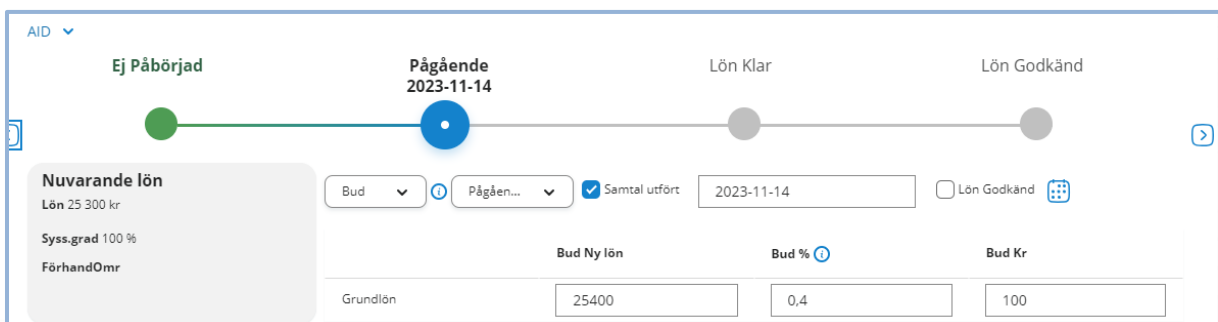 AID
Ej Påbörjad
Pågående
2023-11-14
Lön Klar
Lön Godkänd
Nuvarande lön
Lön 25 300 kr
Syss.grad 100 %
FörhandOmr
Bud Pågåen... Samtal utfört 2023-11-14 Lön Godkänd
Bud Ny lön Bud % Bud Kr
Grundlön 25400 0,4 100